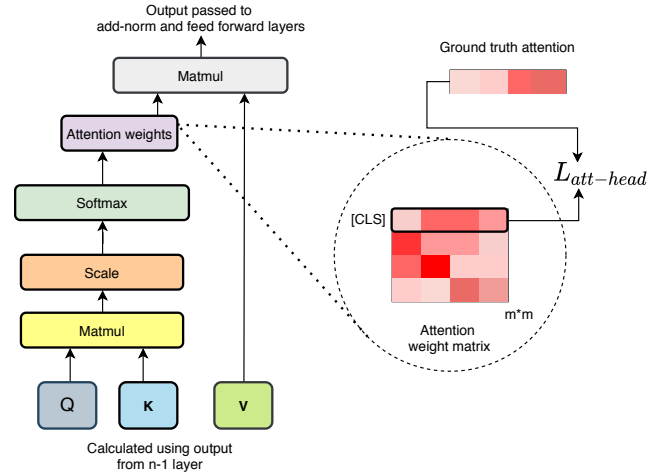 Output passed to
add-norm and feed forward layers
Matmul
Attention weights
Softmax
Scale
Matmul
Q
K
V
Calculated using output
from n-1 layer
Ground truth attention
L_{att-head}
[CLS]
m*m
Attention
weight matrix